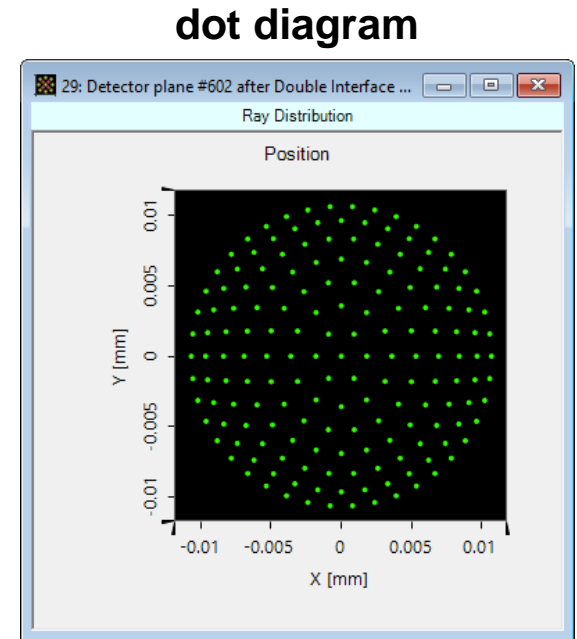 dot diagram
29: Detector plane #602 after Double Interface ...
Ray Distribution
Position
0.01
0.005
0
-0.005
-0.01
Y [mm]
-0.01 -0.005 0 0.005 0.01
X [mm]